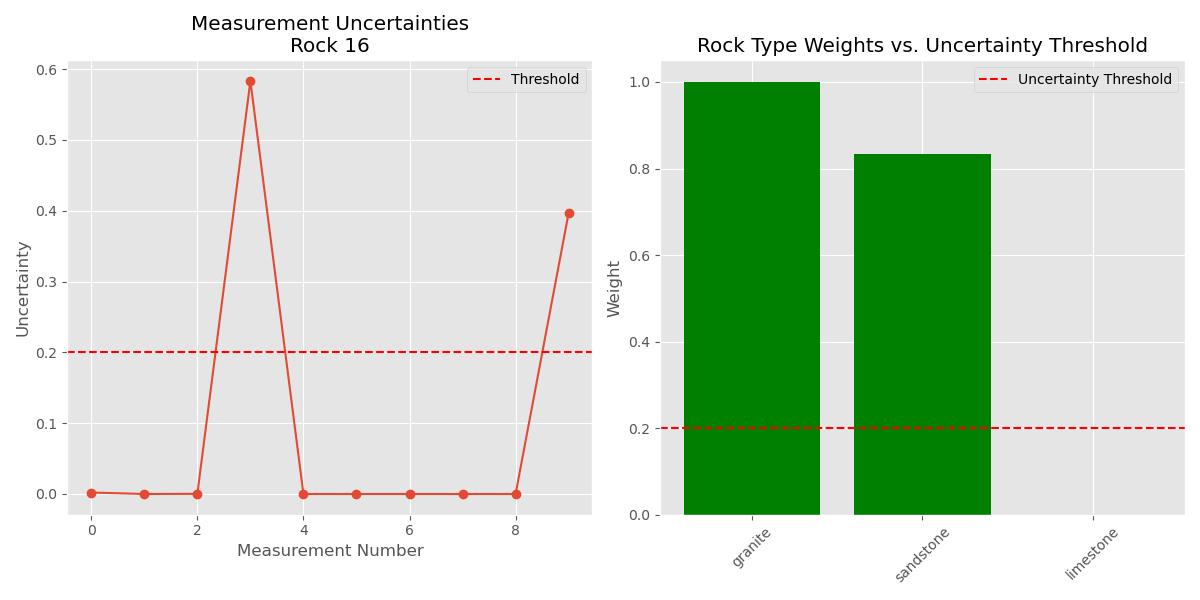 Measurement Uncertainties
Rock 16
0.6
0.5
0.4
0.3
0.2
0.1
0.0
Uncertainty
Threshold
0
2
4
6
8
Measurement Number
Rock Type Weights vs. Uncertainty Threshold
1.0
0.8
0.6
0.4
0.2
0.0
Weight
Uncertainty Threshold
granite
sandstone
limestone